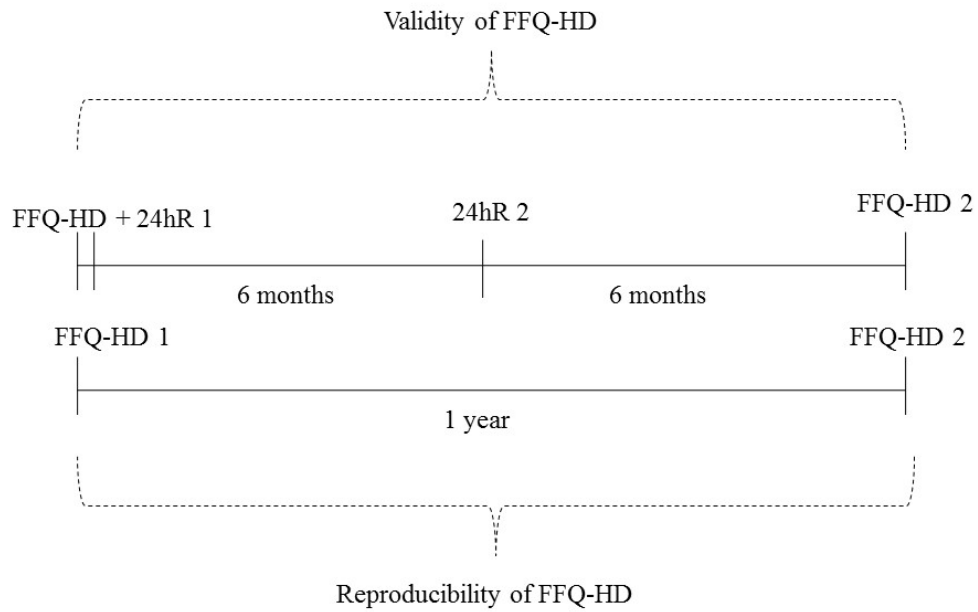 Validity of FFQ-HD
FFQ-HD + 24hR 1
24hR 2
FFQ-HD 2
6 months
6 months
FFQ-HD 1
FFQ-HD 2
1 year
Reproducibility of FFQ-HD